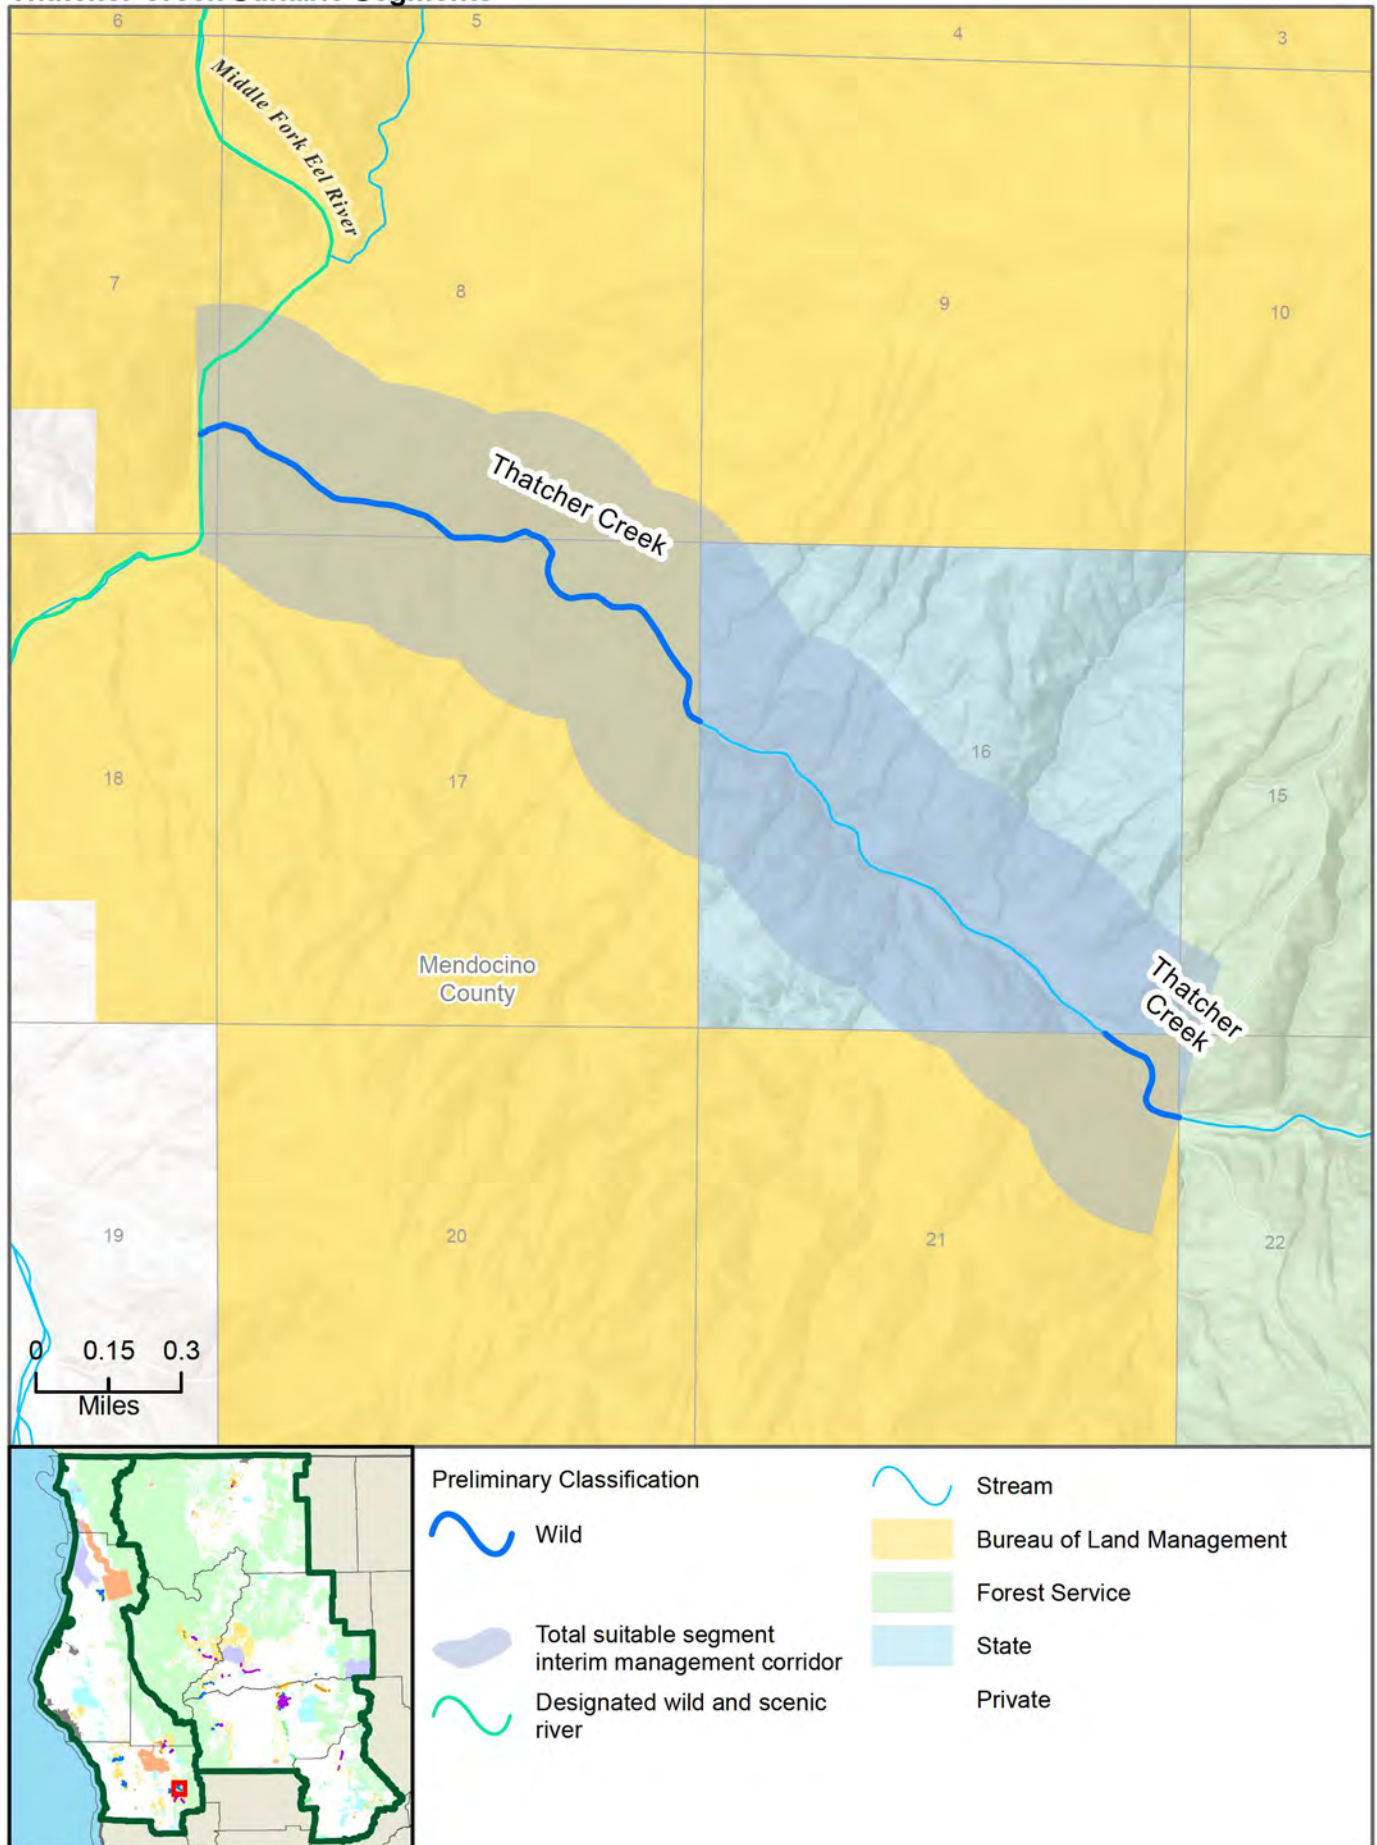 6
5
4
3
Middle Fork Eel River
7
8
9
10
Thatcher Creek
18
17
16
15
Mendocino
County
Thatcher
Creek
19
20
21
22
0 0.15 0.3
Miles
Preliminary Classification
Wild
Total suitable segment
interim management corridor
Designated wild and scenic
river
Stream
Bureau of Land Management
Forest Service
State
Private